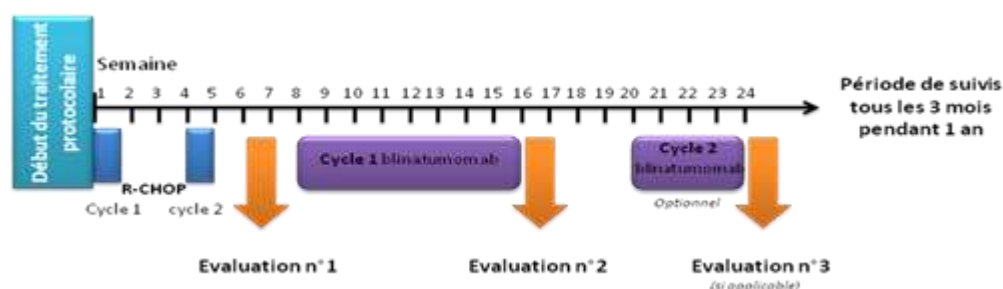 Début du traitement
protocolaire
Semaine
1 2 3 4 5 6 7 8 9 10 11 12 13 14 15 16 17 18 19 20 21 22 23 24
Période de suivis
tous les 3 mois
pendant 1 an
R-CHOP
Cycle 1
cycle 2
Cycle 1 blinatumomab
Cycle 2
blinatumomab
Optionnel
Evaluation n°1
Evaluation n°2
Evaluation n°3
(si applicable)